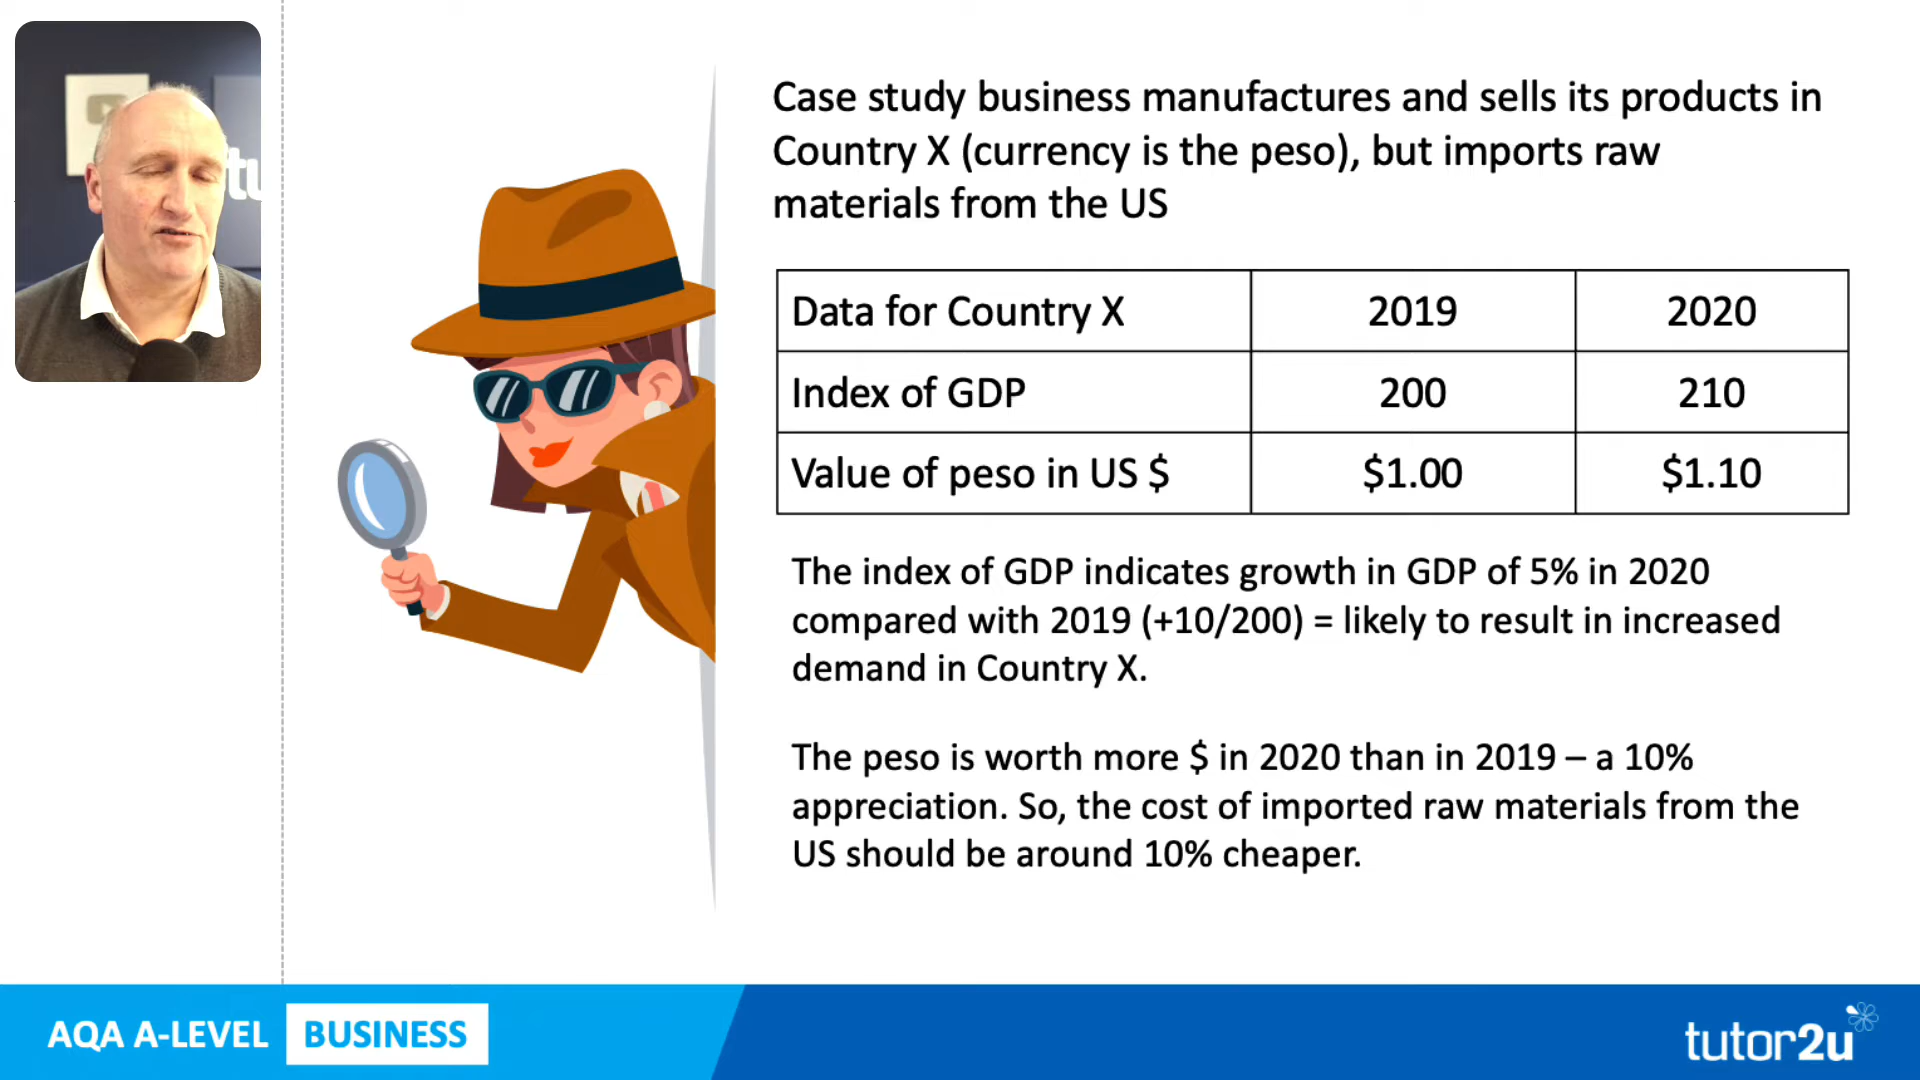 Case study business manufactures and sells its products in
Country X (currency is the peso), but imports raw
materials from the US
Data for Country X 2019 2020
Index of GDP 200 210
Value of peso in US $ $1.00 $1.10
The index of GDP indicates growth in GDP of 5% in 2020
compared with 2019 (+10/200) = likely to result in increased
demand in Country X.
The peso is worth more $ in 2020 than in 2019 – a 10%
appreciation. So, the cost of imported raw materials from the
US should be around 10% cheaper.
AQA A-LEVEL BUSINESS
tutor2u